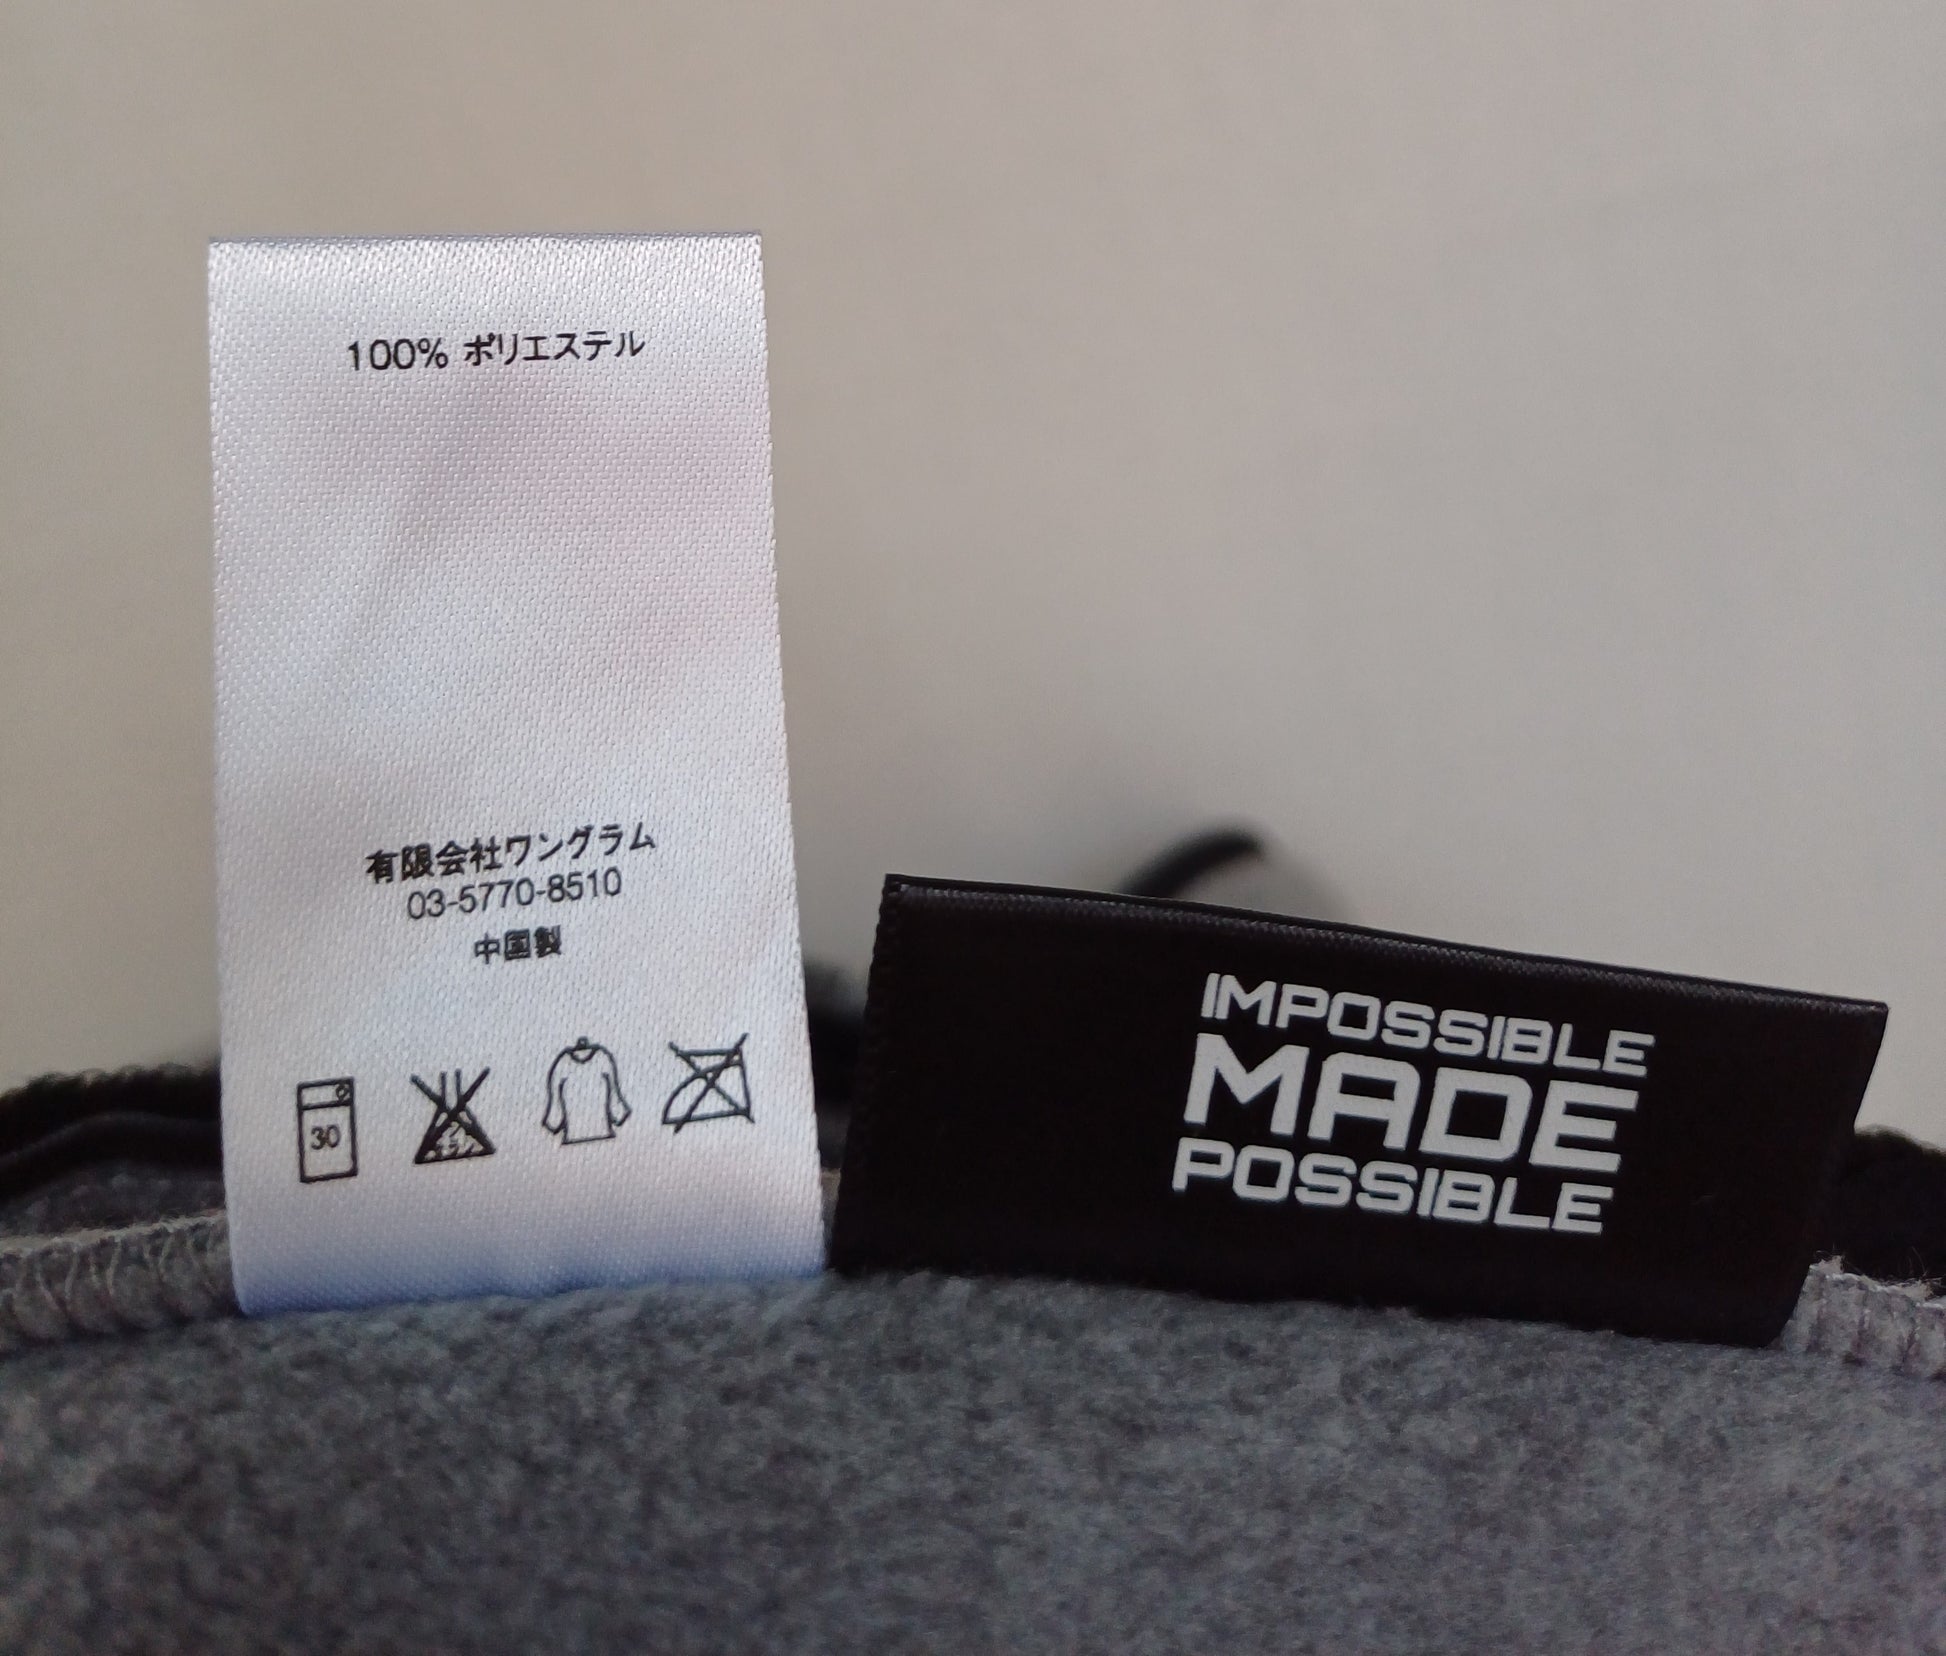 100% ポリエステル
有限会社ワングラム
03-5770-8510
中国製
30
IMPOSSIBLE
MADE
POSSIBLE